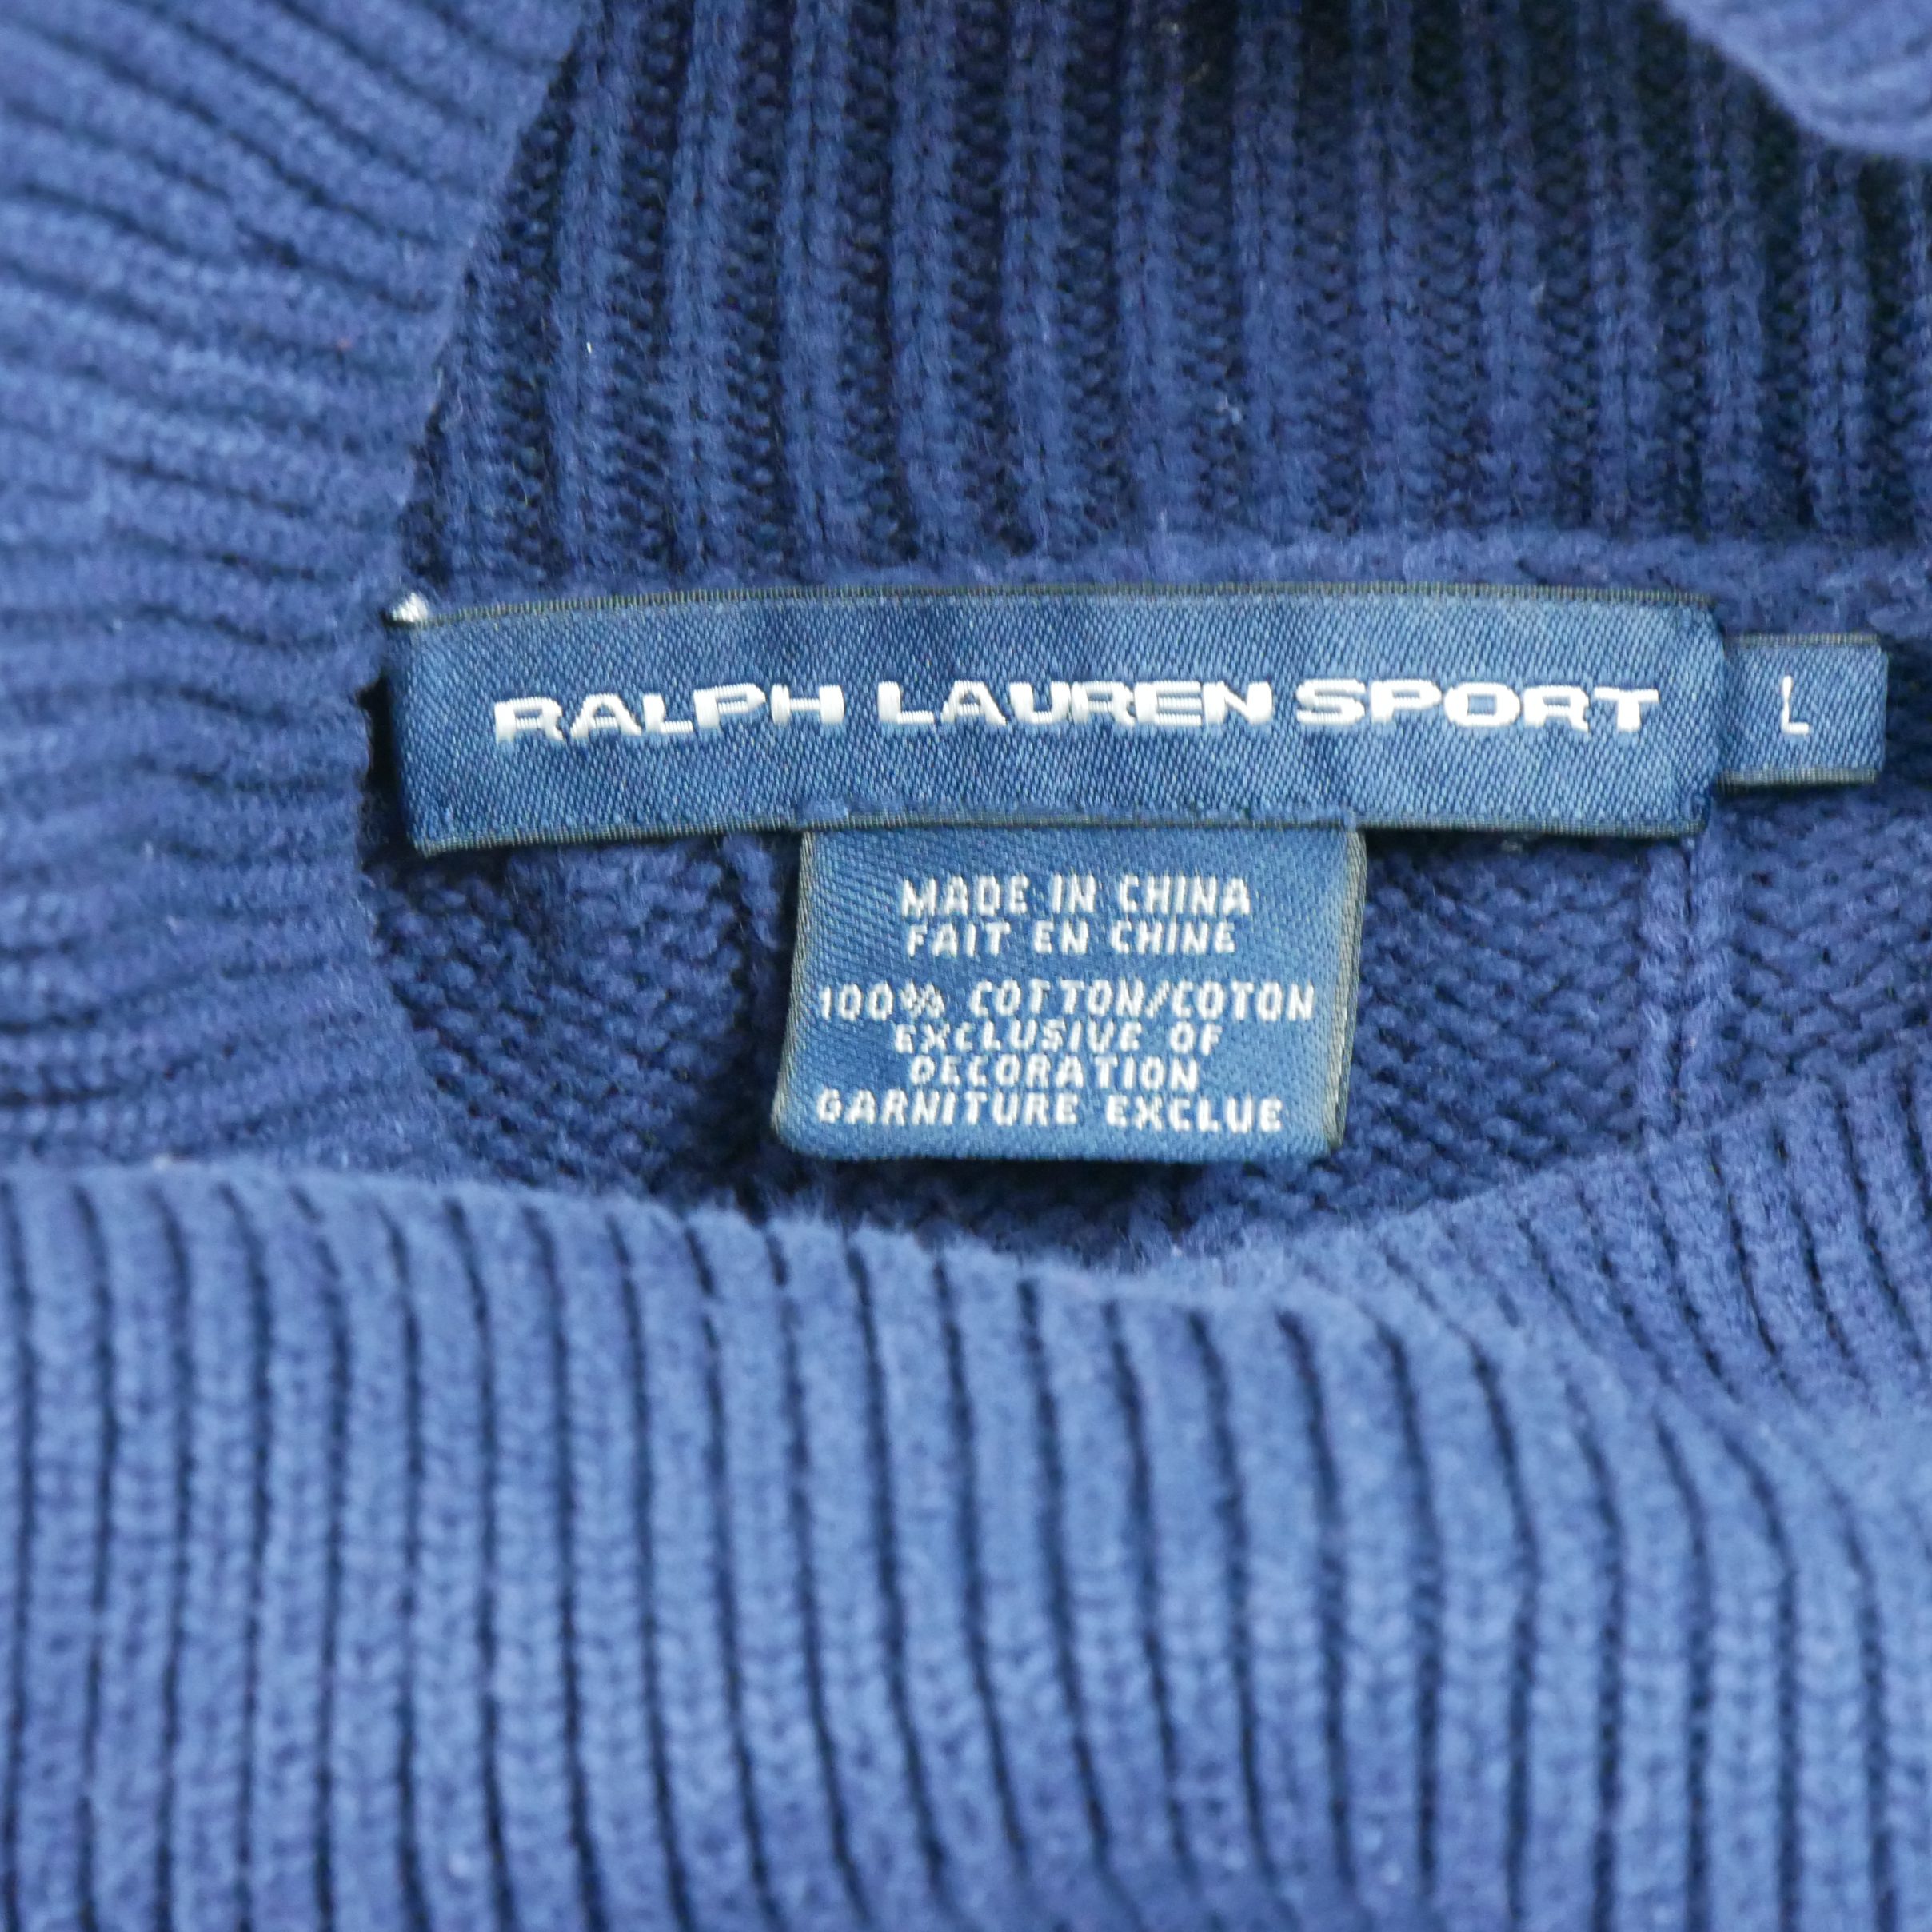 RALPH LAUREN SPORT
L
MADE IN CHINA
FAIT EN CHINE
100% COTTON/COTON
EXCLUSIVE OF
DECORATION
GARNITURE EXCLUE